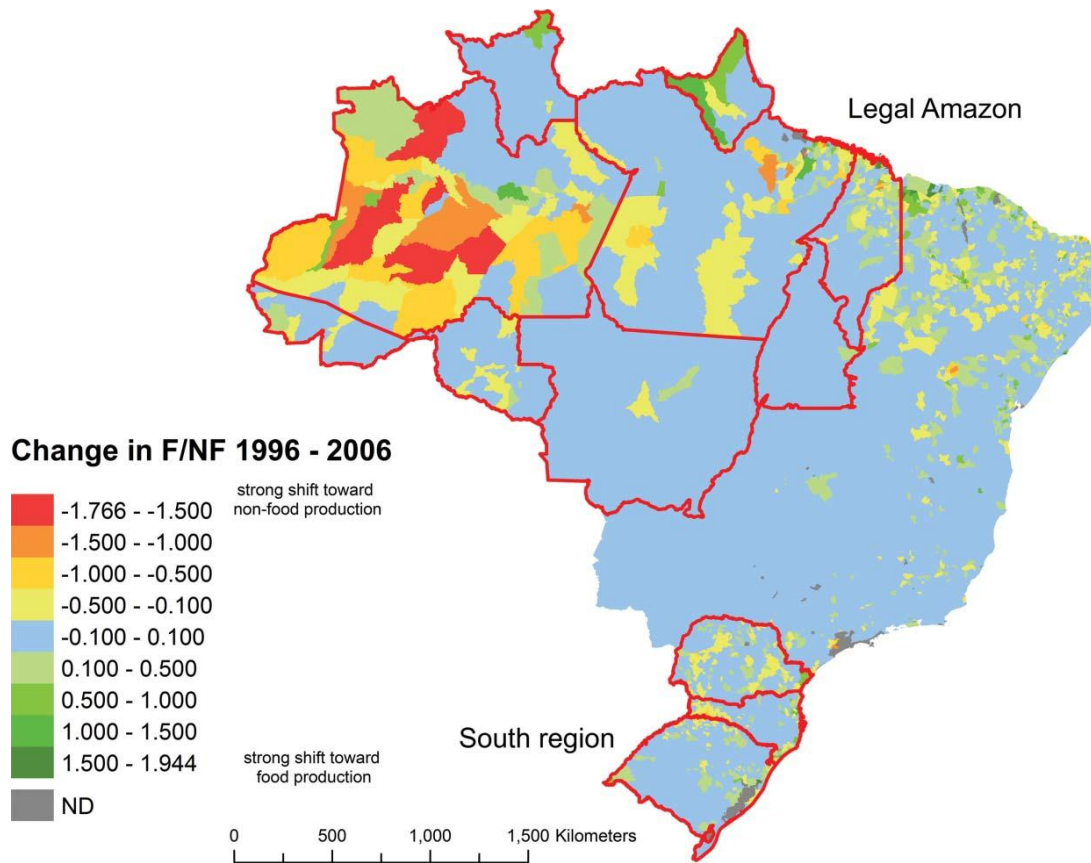 Legal Amazon
Change in F/NF 1996 - 2006
strong shift toward
non-food production
-1.766 - -1.500
-1.500 - -1.000
-1.000 - -0.500
-0.500 - -0.100
-0.100 - 0.100
0.100 - 0.500
0.500 - 1.000
1.000 - 1.500
1.500 - 1.944
strong shift toward
food production
ND
South region
0 500 1,000 1,500 Kilometers